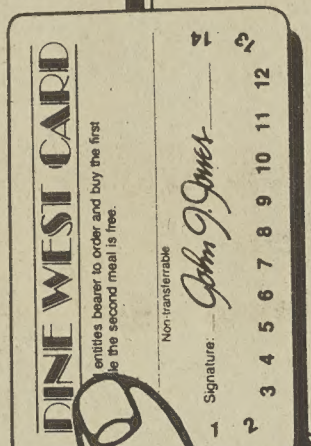 DINE WEST CARD
entitles bearer to order and buy the first
le the second meal is free.
Non-transferrable
Signature: John J. Jones
1 2 3 4 5 6 7 8 9 10 11 12 13 14